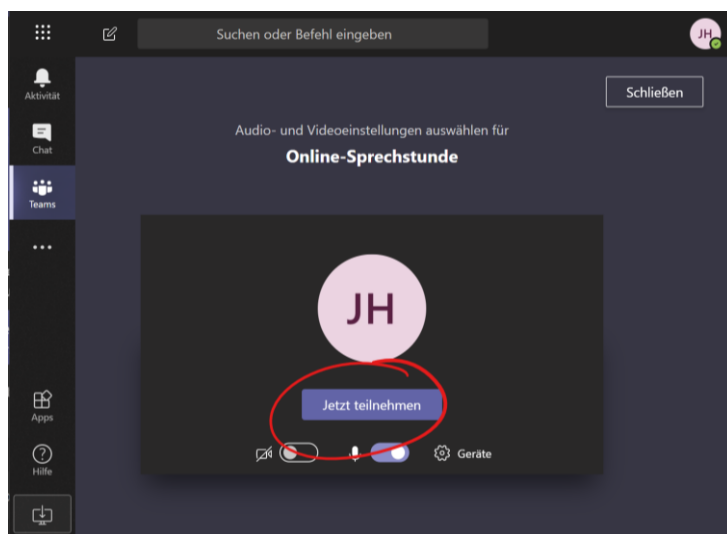 Suchen oder Befehl eingeben
JH
Aktivität
Chat
Teams
Apps
Hilfe
Schließen
Audio- und Videoeinstellungen auswählen für
Online-Sprechstunde
JH
Jetzt teilnehmen
Geräte